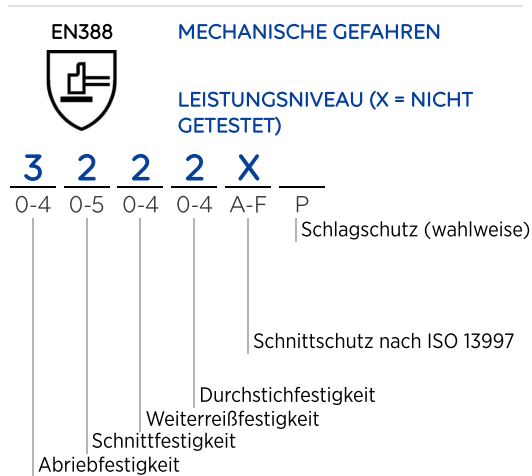 EN388
MECHANISCHE GEFAHREN
LEISTUNGSNIVEAU (X = NICHT
GETESTET)
3 2 2 2 X
0-4 0-5 0-4 0-4 A-F P
Schlagschutz (wahlweise)
Schnittschutz nach ISO 13997
Durchstichfestigkeit
Weiterreißfestigkeit
Schnittfestigkeit
Abriebfestigkeit